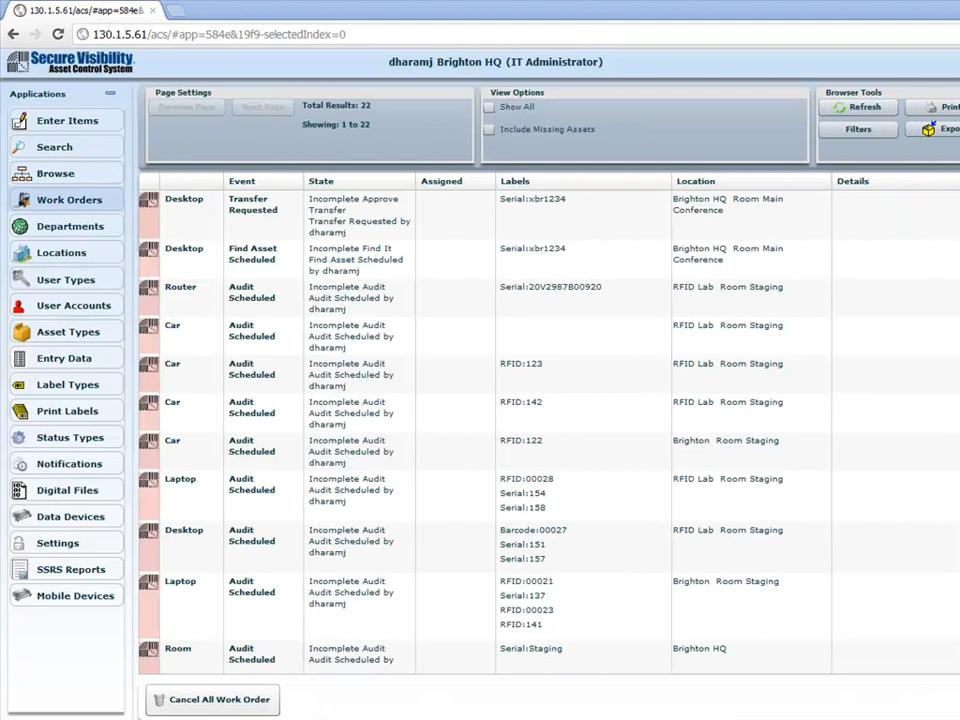 130.1.5.61/acs/#app=584e&
130.1.5.61/acs/#app=584e&19f9-selectedIndex=0
Secure Visibility
Asset Control System
dharamj Brighton HQ (IT Administrator)
Applications
Enter Items
Search
Browse
Work Orders
Departments
Locations
User Types
User Accounts
Asset Types
Entry Data
Label Types
Print Labels
Status Types
Notifications
Digital Files
Data Devices
Settings
SSRS Reports
Mobile Devices
Page Settings
Previous Page
Next Page
Total Results: 22
Showing: 1 to 22
View Options
Show All
Include Missing Assets
Browser Tools
Refresh
Print
Filters
Expo
Event State Assigned Labels Location Details
Desktop Transfer Requested Incomplete Approve Transfer Transfer Requested by dharamj Serial:xbr1234 Brighton HQ Room Main Conference
Desktop Find Asset Scheduled Incomplete Find It Find Asset Scheduled by dharamj Serial:xbr1234 Brighton HQ Room Main Conference
Router Audit Scheduled Incomplete Audit Audit Scheduled by dharamj Serial:20V2987B00920 RFID Lab Room Staging
Car Audit Scheduled Incomplete Audit Audit Scheduled by dharamj RFID Lab Room Staging
Car Audit Scheduled Incomplete Audit Audit Scheduled by dharamj RFID:123 RFID Lab Room Staging
Car Audit Scheduled Incomplete Audit Audit Scheduled by dharamj RFID:142 RFID Lab Room Staging
Car Audit Scheduled Incomplete Audit Audit Scheduled by dharamj RFID:122 Brighton Room Staging
Laptop Audit Scheduled Incomplete Audit Audit Scheduled by dharamj RFID:00028 Serial:154 Serial:158 RFID Lab Room Staging
Desktop Audit Scheduled Incomplete Audit Audit Scheduled by dharamj Barcode:00027 Serial:151 Serial:157 RFID Lab Room Staging
Laptop Audit Scheduled Incomplete Audit Audit Scheduled by dharamj RFID:00021 Serial:137 RFID:00023 RFID:141 Brighton Room Staging
Room Audit Scheduled Incomplete Audit Audit Scheduled by Serial:Staging Brighton HQ
Cancel All Work Order